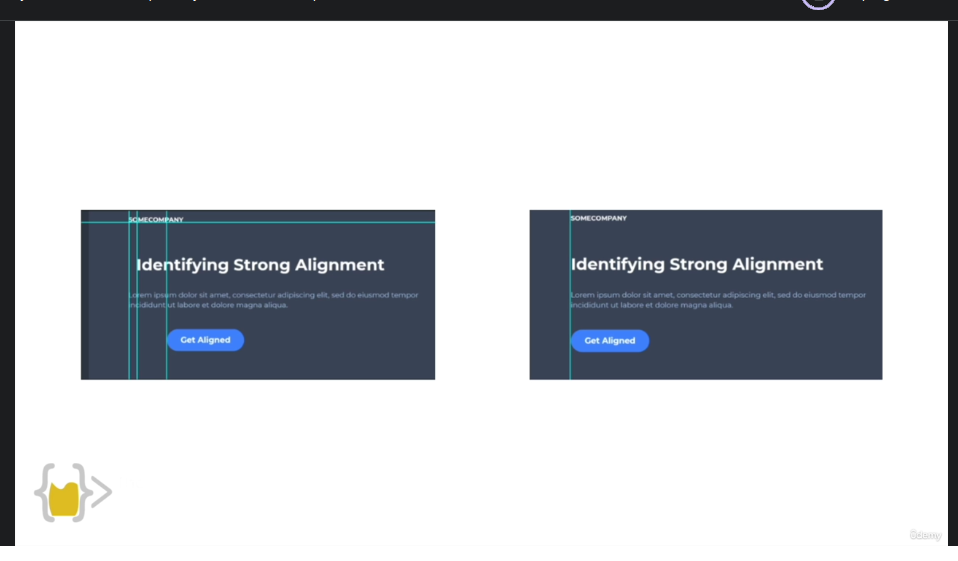 SOMECOMPANY
Identifying Strong Alignment
Lorem ipsum dolor sit amet, consectetur adipiscing elit, sed do eiusmod tempor
incididunt ut labore et dolore magna aliqua.
Get Aligned
SOMECOMPANY
Identifying Strong Alignment
Lorem ipsum dolor sit amet, consectetur adipiscing elit, sed do eiusmod tempor
incididunt ut labore et dolore magna aliqua.
Get Aligned
ûdemy